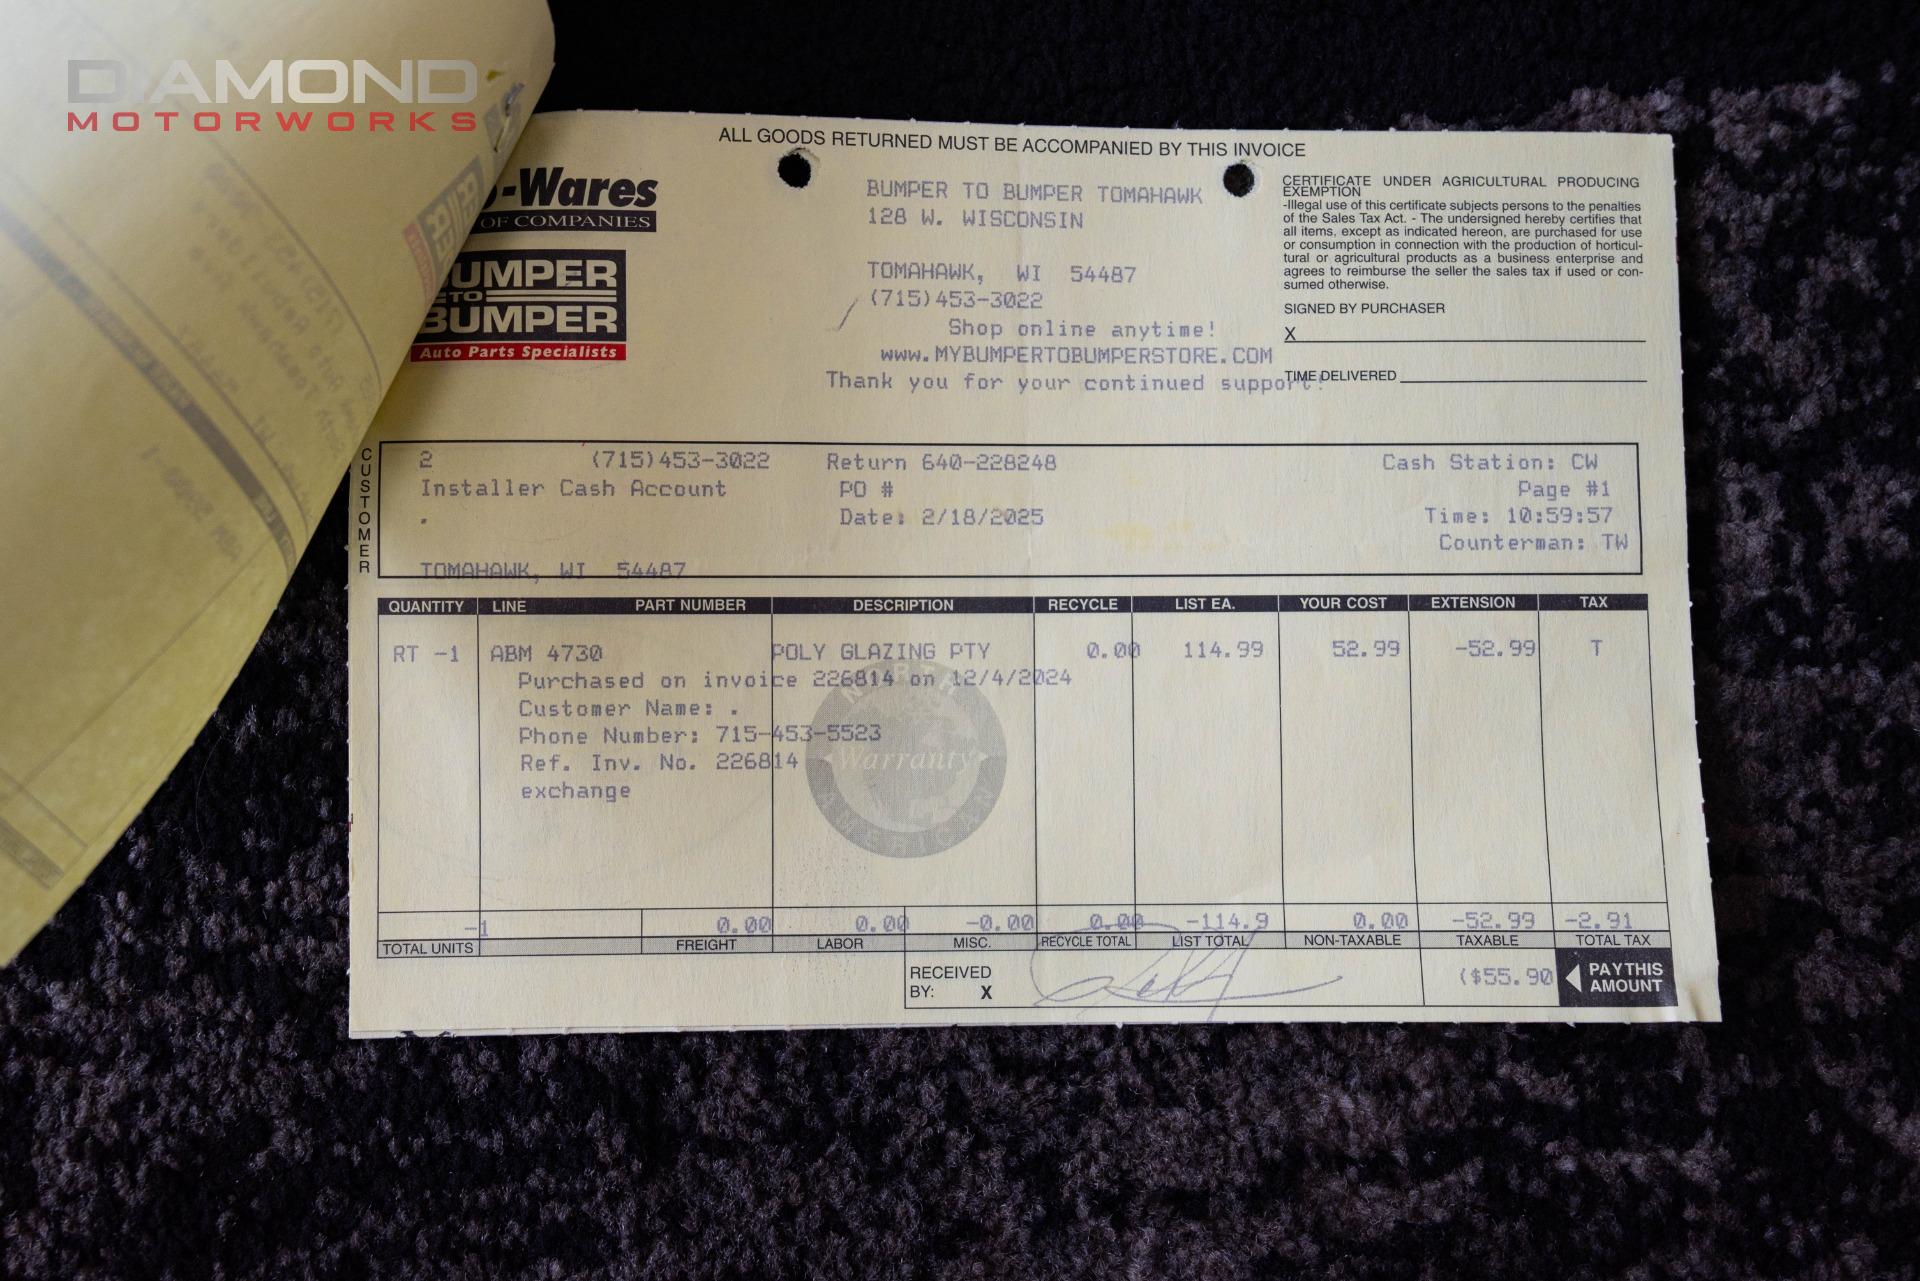 DIAMOND
MOTORWORKS
ALL GOODS RETURNED MUST BE ACCOMPANIED BY THIS INVOICE
-Wares
OF COMPANIES
BUMPER
TO
BUMPER
Auto Parts Specialists
BUMPER TO BUMPER TOMAHAWK
128 W. WISCONSIN
TOMAHAWK, WI 54487
(715)453-3022
Shop online anytime!
www.MYBUMPERTOBUMPERSTORE.COM
Thank you for your continued support!
CERTIFICATE UNDER AGRICULTURAL PRODUCING
EXEMPTION
-Illegal use of this certificate subjects persons to the penalties
of the Sales Tax Act. - The undersigned hereby certifies that
all items, except as indicated hereon, are purchased for use
or consumption in connection with the production of horticul-
tural or agricultural products as a business enterprise and
agrees to reimburse the seller the sales tax if used or con-
sumed otherwise.
SIGNED BY PURCHASER
X
TIME DELIVERED
CUSTOMER
2 (715)453-3022 Return 640-228248 Cash Station: CW
Installer Cash Account PO # Page #1
. Date: 2/18/2025 Time: 10:59:57
Counterman: TW
TOMAHAWK, WI 54487
QUANTITY LINE PART NUMBER DESCRIPTION RECYCLE LIST EA. YOUR COST EXTENSION TAX
RT -1 ABM 4730 POLY GLAZING PTY 0.00 114.99 52.99 -52.99 T
Purchased on invoice 226814 on 12/4/2024
Customer Name: .
Phone Number: 715-453-5523
Ref. Inv. No. 226814
exchange
NORTH
Warranty
AMERICAN
-1 0.00 0.00 -0.00 0.00 -114.9 0.00 -52.99 -2.91
TOTAL UNITS FREIGHT LABOR MISC. RECYCLE TOTAL LIST TOTAL NON-TAXABLE TAXABLE TOTAL TAX
RECEIVED
BY: X
($55.90
PAY THIS
AMOUNT